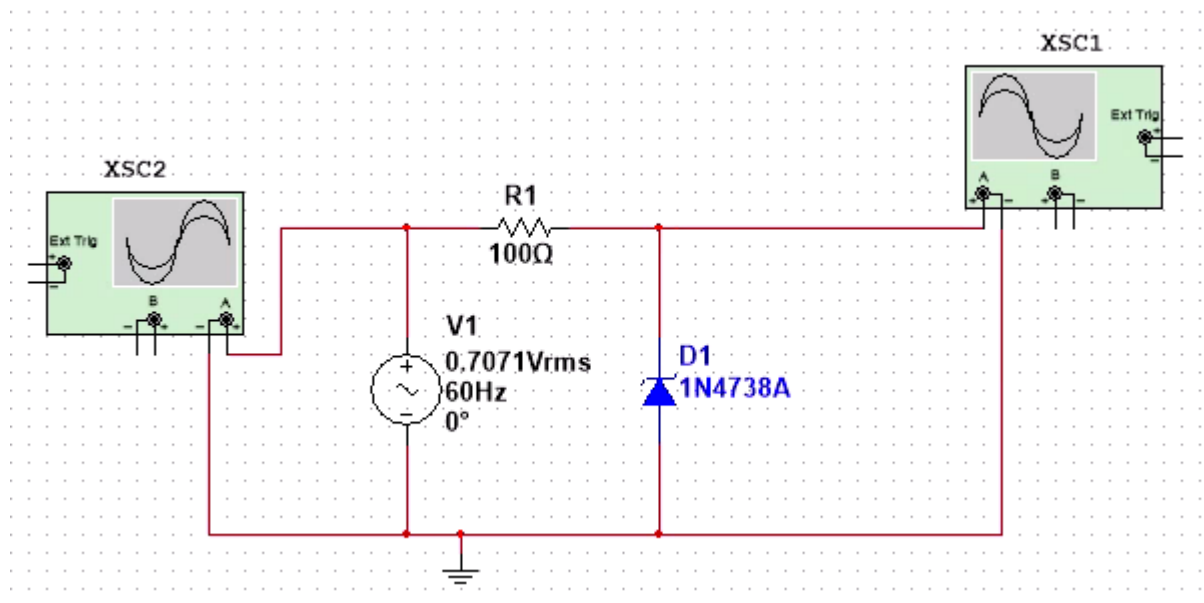 XSC1
Ext Trig
+
−
A
B
+ − + −
XSC2
Ext Trig
+
−
B
A
− + − +
R1
100Ω
V1
+
0.7071Vrms
−
60Hz
0°
D1
1N4738A